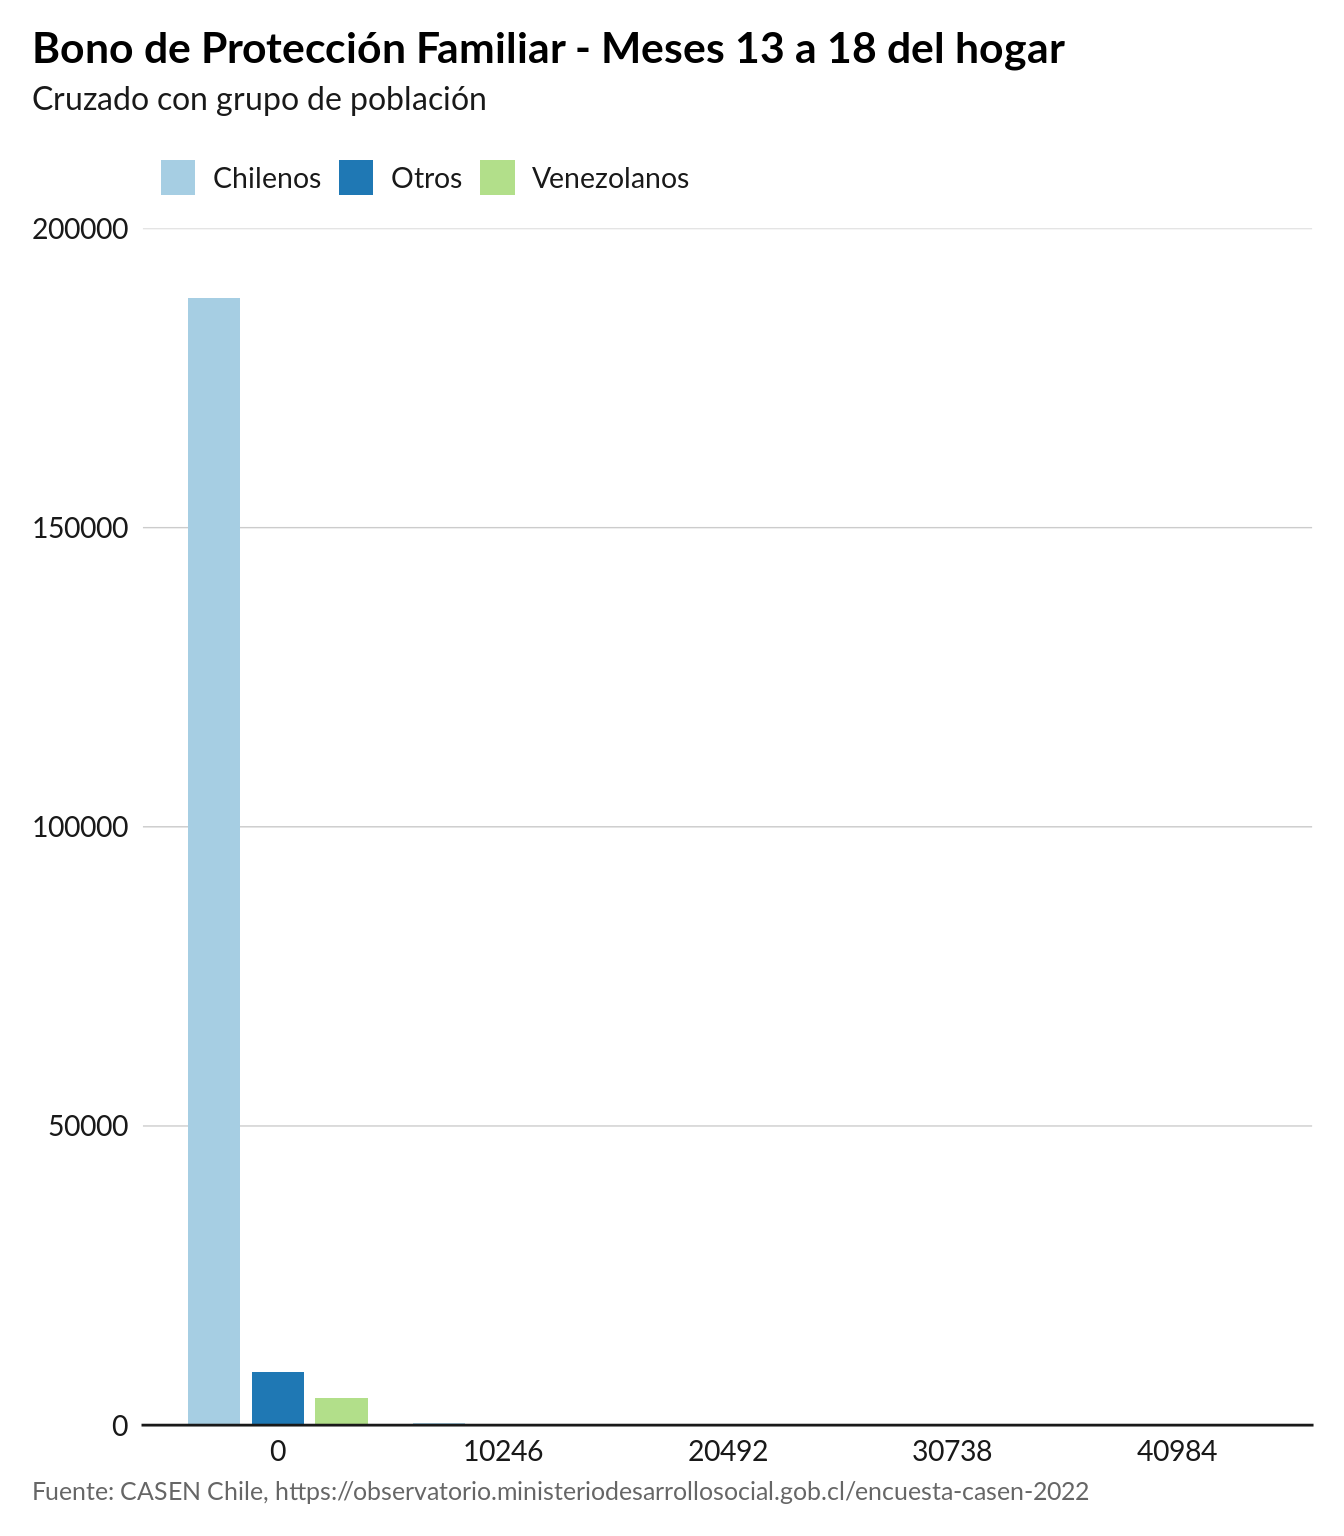 Bono de Protección Familiar - Meses 13 a 18 del hogar
Cruzado con grupo de población
Chilenos Otros Venezolanos
200000
150000
100000
50000
0
0 10246 20492 30738 40984
Fuente: CASEN Chile, https://observatorio.ministeriodesarrollosocial.gob.cl/encuesta-casen-2022